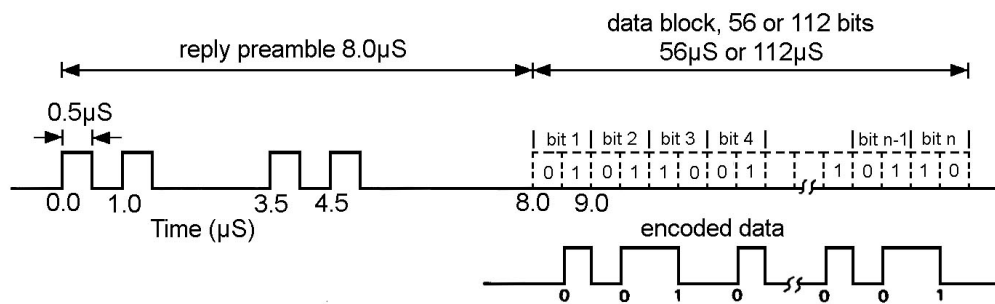 data block, 56 or 112 bits
reply preamble 8.0µS
56µS or 112µS
0.5µS
bit 1 bit 2 bit 3 bit 4 bit n-1 bit n
0 1 0 1 1 0 0 1 1 0 1 1 0
0.0 1.0 3.5 4.5 8.0 9.0
Time (µS)
encoded data
0 0 1 0 0 0 1